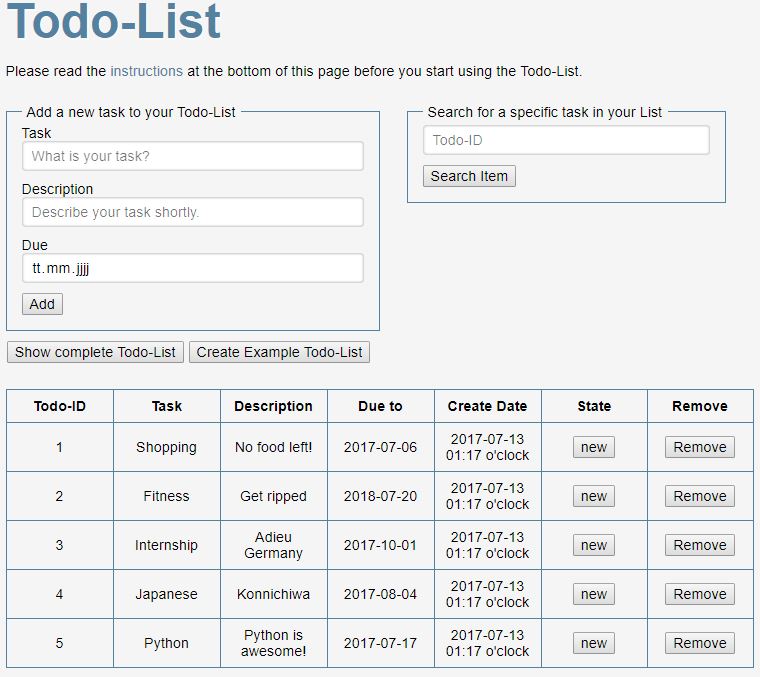 Todo-List
Please read the instructions at the bottom of this page before you start using the Todo-List.
Add a new task to your Todo-List
Task
What is your task?
Description
Describe your task shortly.
Due
tt.mm.jjjj
Add
Search for a specific task in your List
Todo-ID
Search Item
Show complete Todo-List Create Example Todo-List
Todo-ID Task Description Due to Create Date State Remove
1 Shopping No food left! 2017-07-06 2017-07-13 01:17 o'clock new Remove
2 Fitness Get ripped 2018-07-20 2017-07-13 01:17 o'clock new Remove
3 Internship Adieu Germany 2017-10-01 2017-07-13 01:17 o'clock new Remove
4 Japanese Konnichiwa 2017-08-04 2017-07-13 01:17 o'clock new Remove
5 Python Python is awesome! 2017-07-17 2017-07-13 01:17 o'clock new Remove